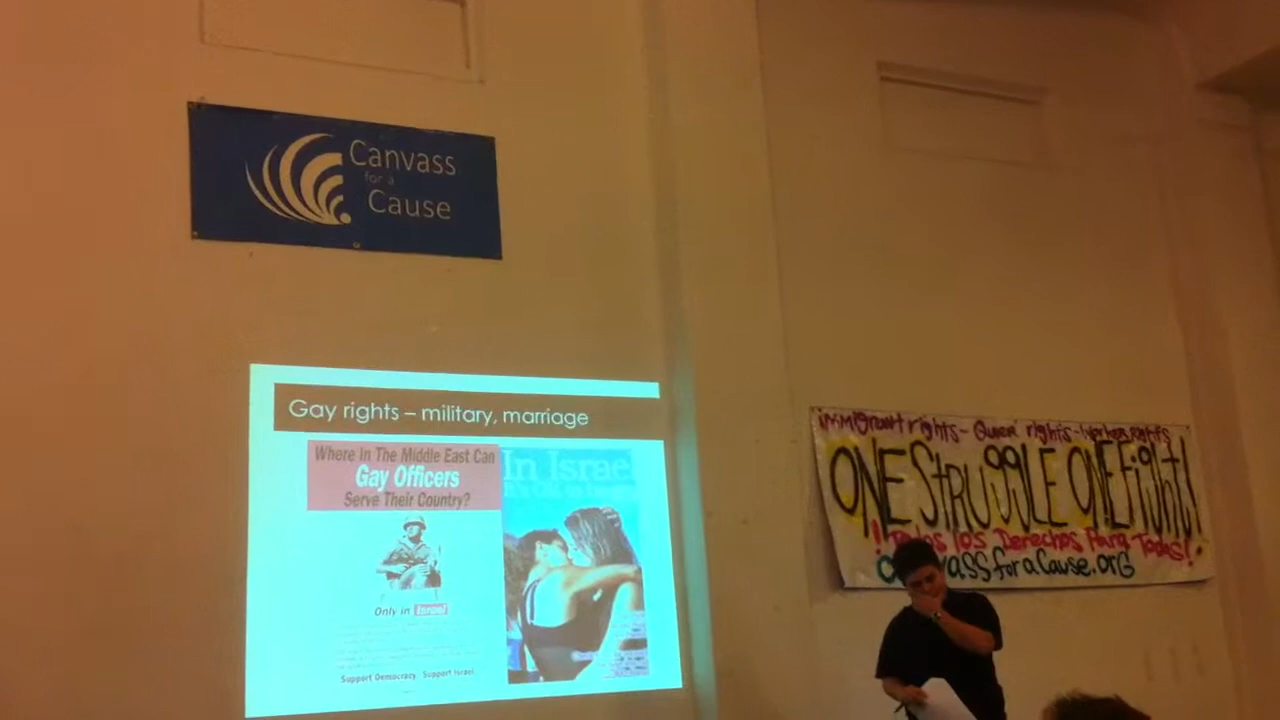 Canvass
for a
Cause
Gay rights – military, marriage
Where In The Middle East Can
Gay Officers
Serve Their Country?
Only in Israel
Support Democracy. Support Israel.
In Israel
immigrant rights - Queer rights - Worker Rights
ONE StRUggLE ONE Fight!
! Todos los Derechos Para Todas!
CanvassforaCause.orG